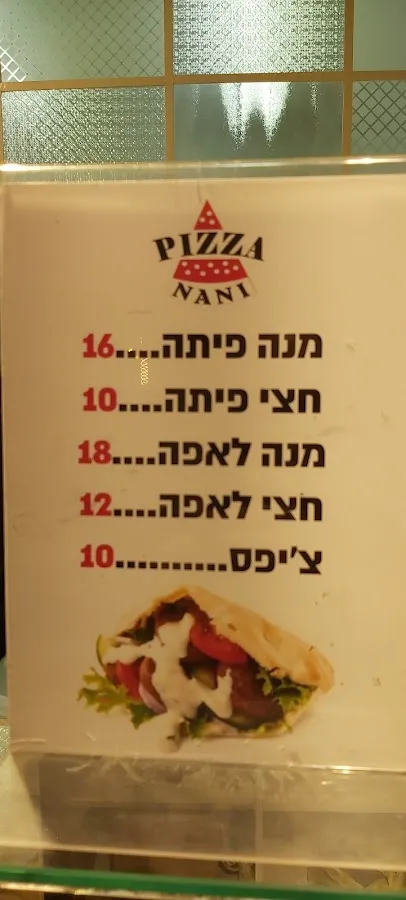 PIZZA
NANI
מנה פיתה....16
חצי פיתה....10
מנה לאפה....18
חצי לאפה....12
צ'יפס..........10